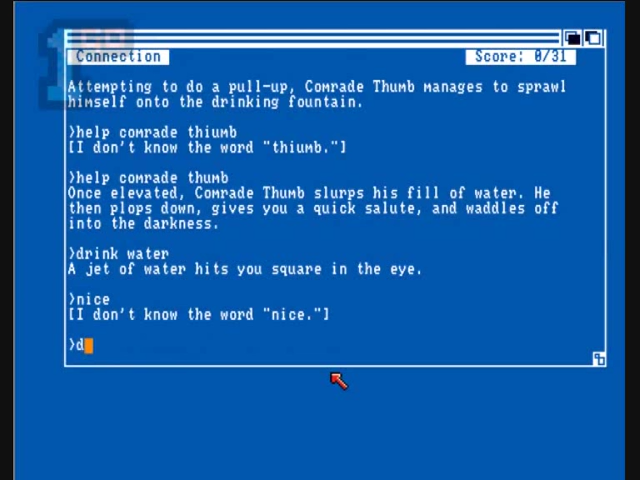 Connection Score: 0/31
Attempting to do a pull-up, Comrade Thumb manages to sprawl
himself onto the drinking fountain.
>help comrade thiumb
[I don't know the word "thiumb."]
>help comrade thumb
Once elevated, Comrade Thumb slurps his fill of water. He
then plops down, gives you a quick salute, and waddles off
into the darkness.
>drink water
A jet of water hits you square in the eye.
>nice
[I don't know the word "nice."]
>d